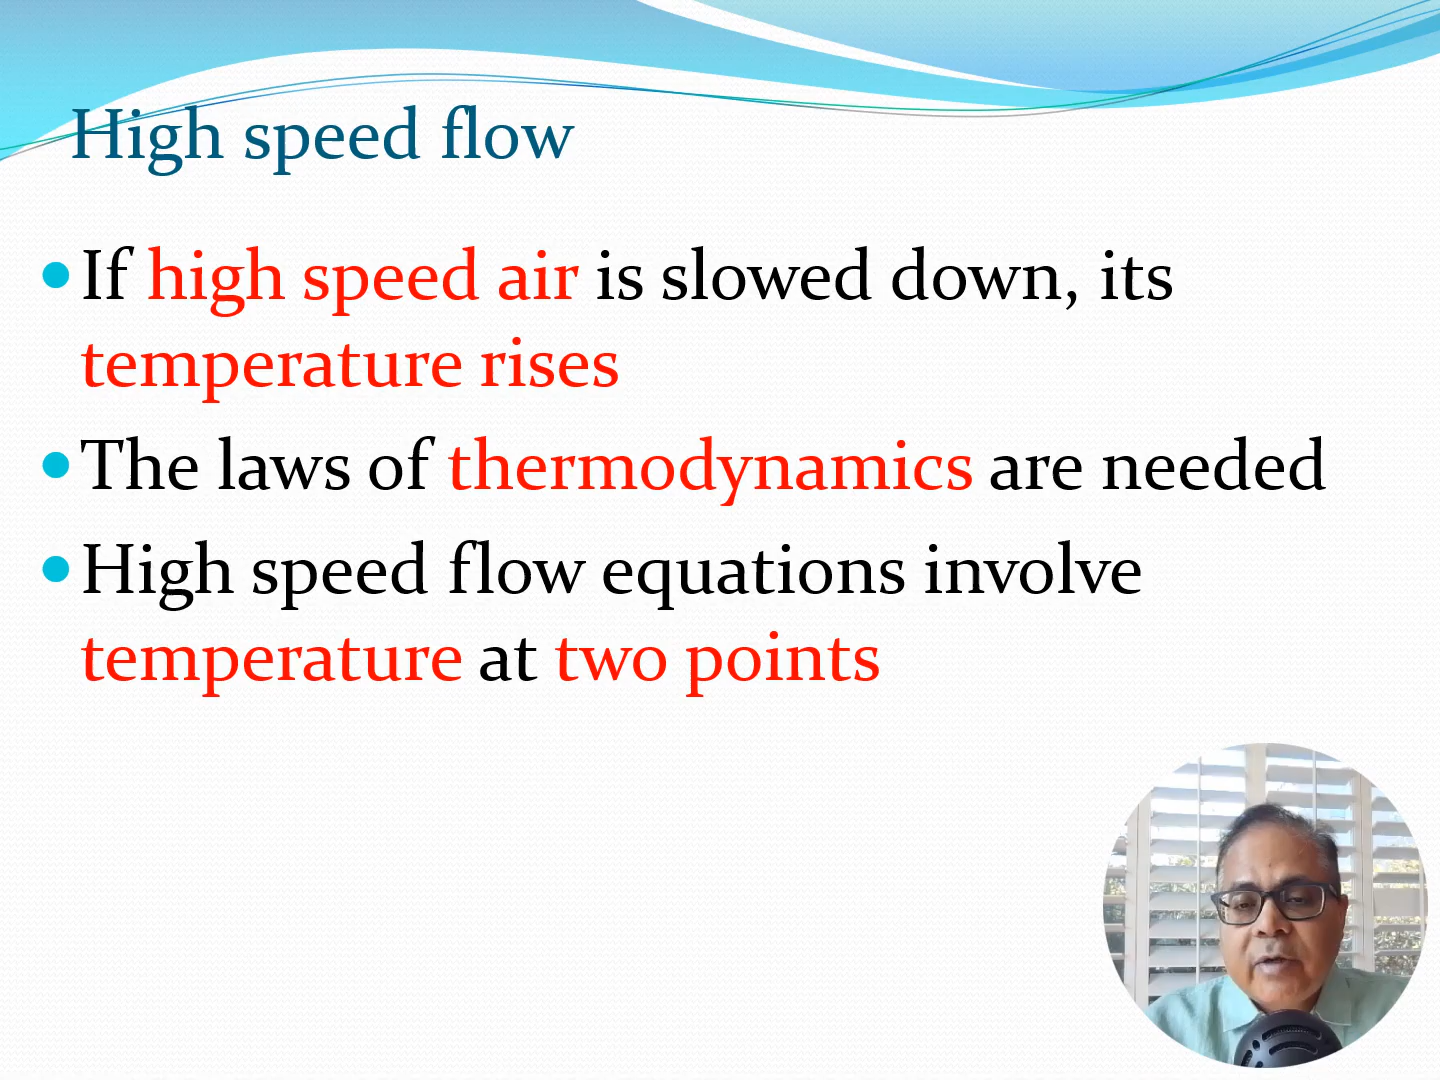 High speed flow
If high speed air is slowed down, its
temperature rises
The laws of thermodynamics are needed
High speed flow equations involve
temperature at two points